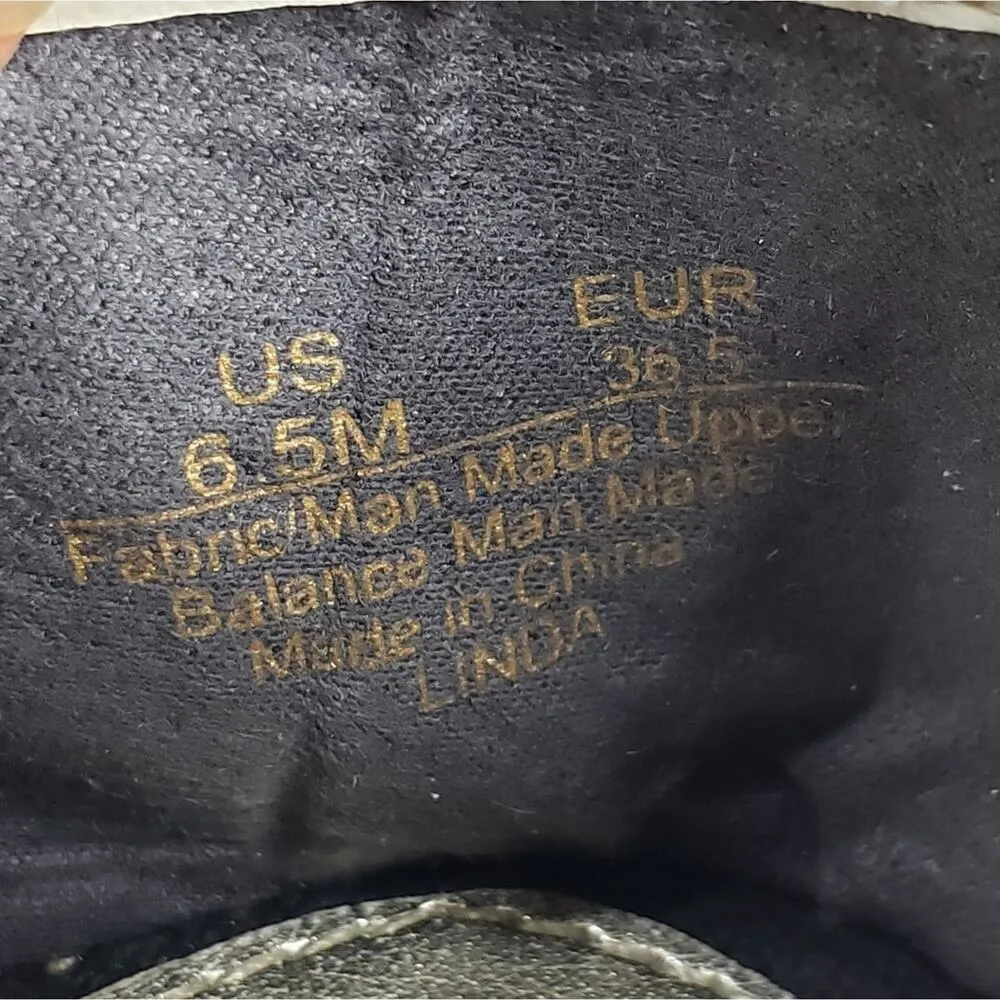 US EUR
6.5M 36.5
Fabric/Man Made Upper
Balance Man Made
Made in China
LINDA